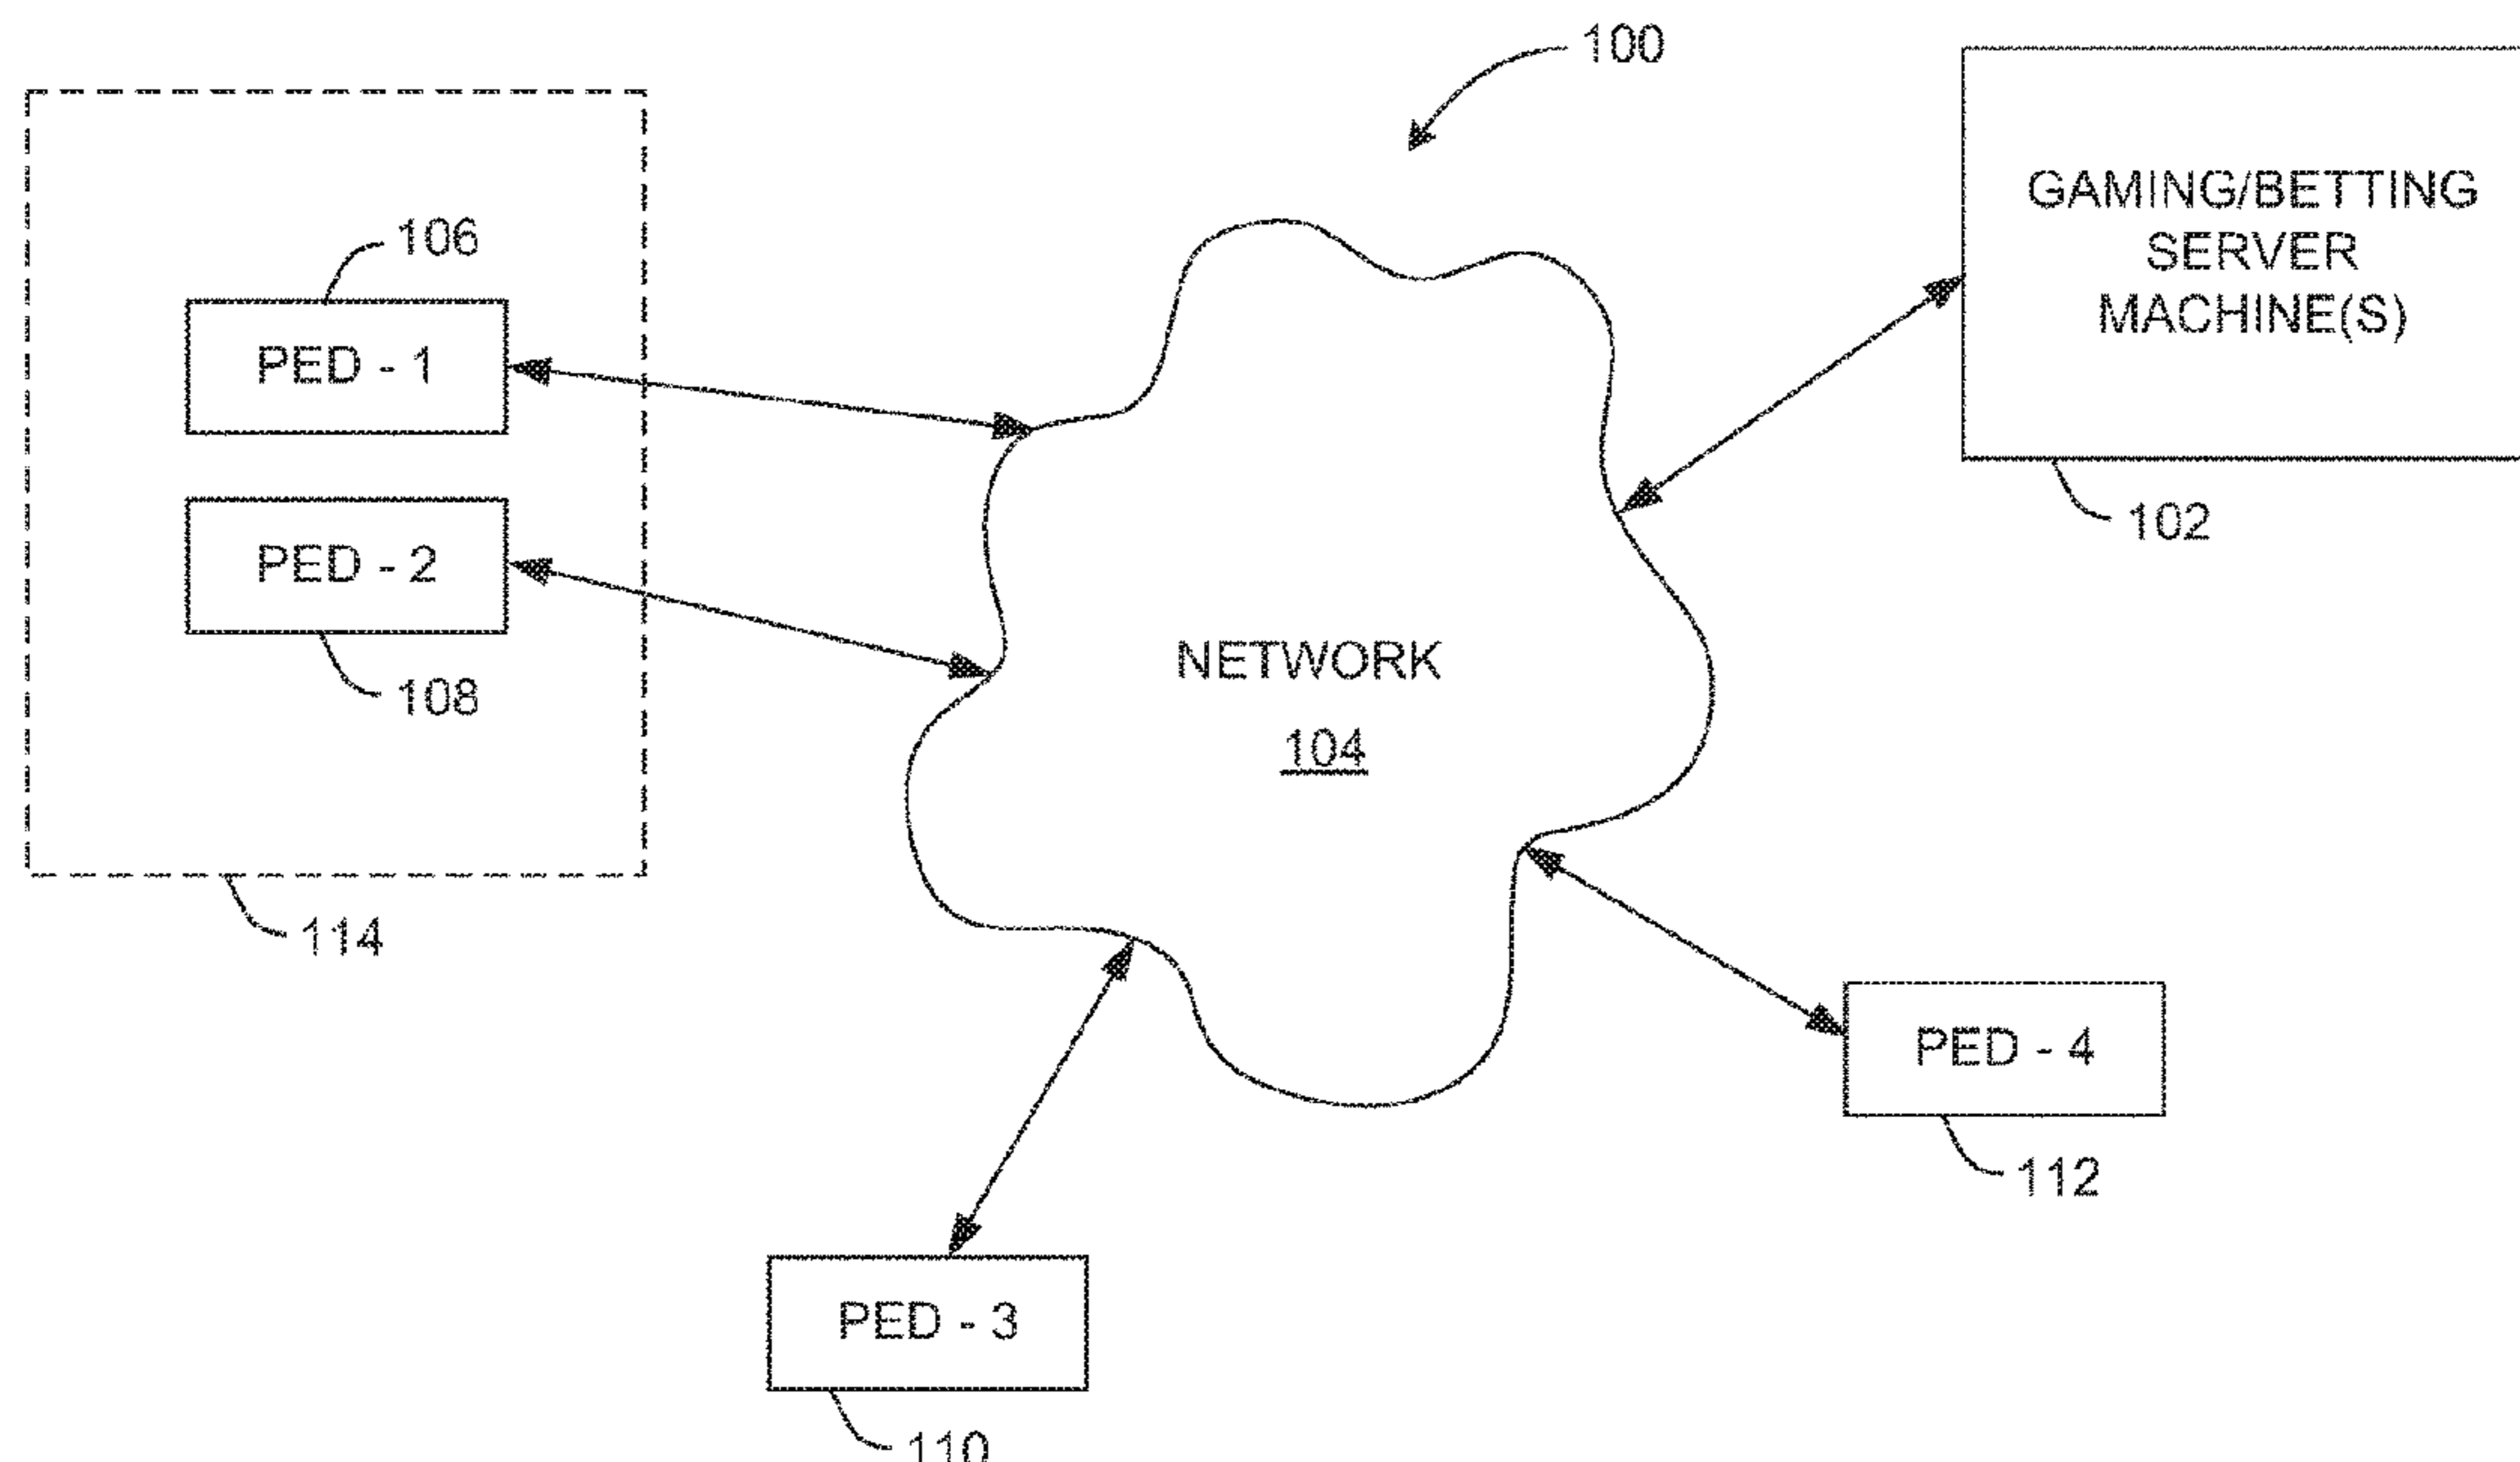 100
GAMING/BETTING
SERVER
MACHINE(S)
102
106
PED - 1
PED - 2
108
114
NETWORK
104
PED - 4
112
PED - 3
110